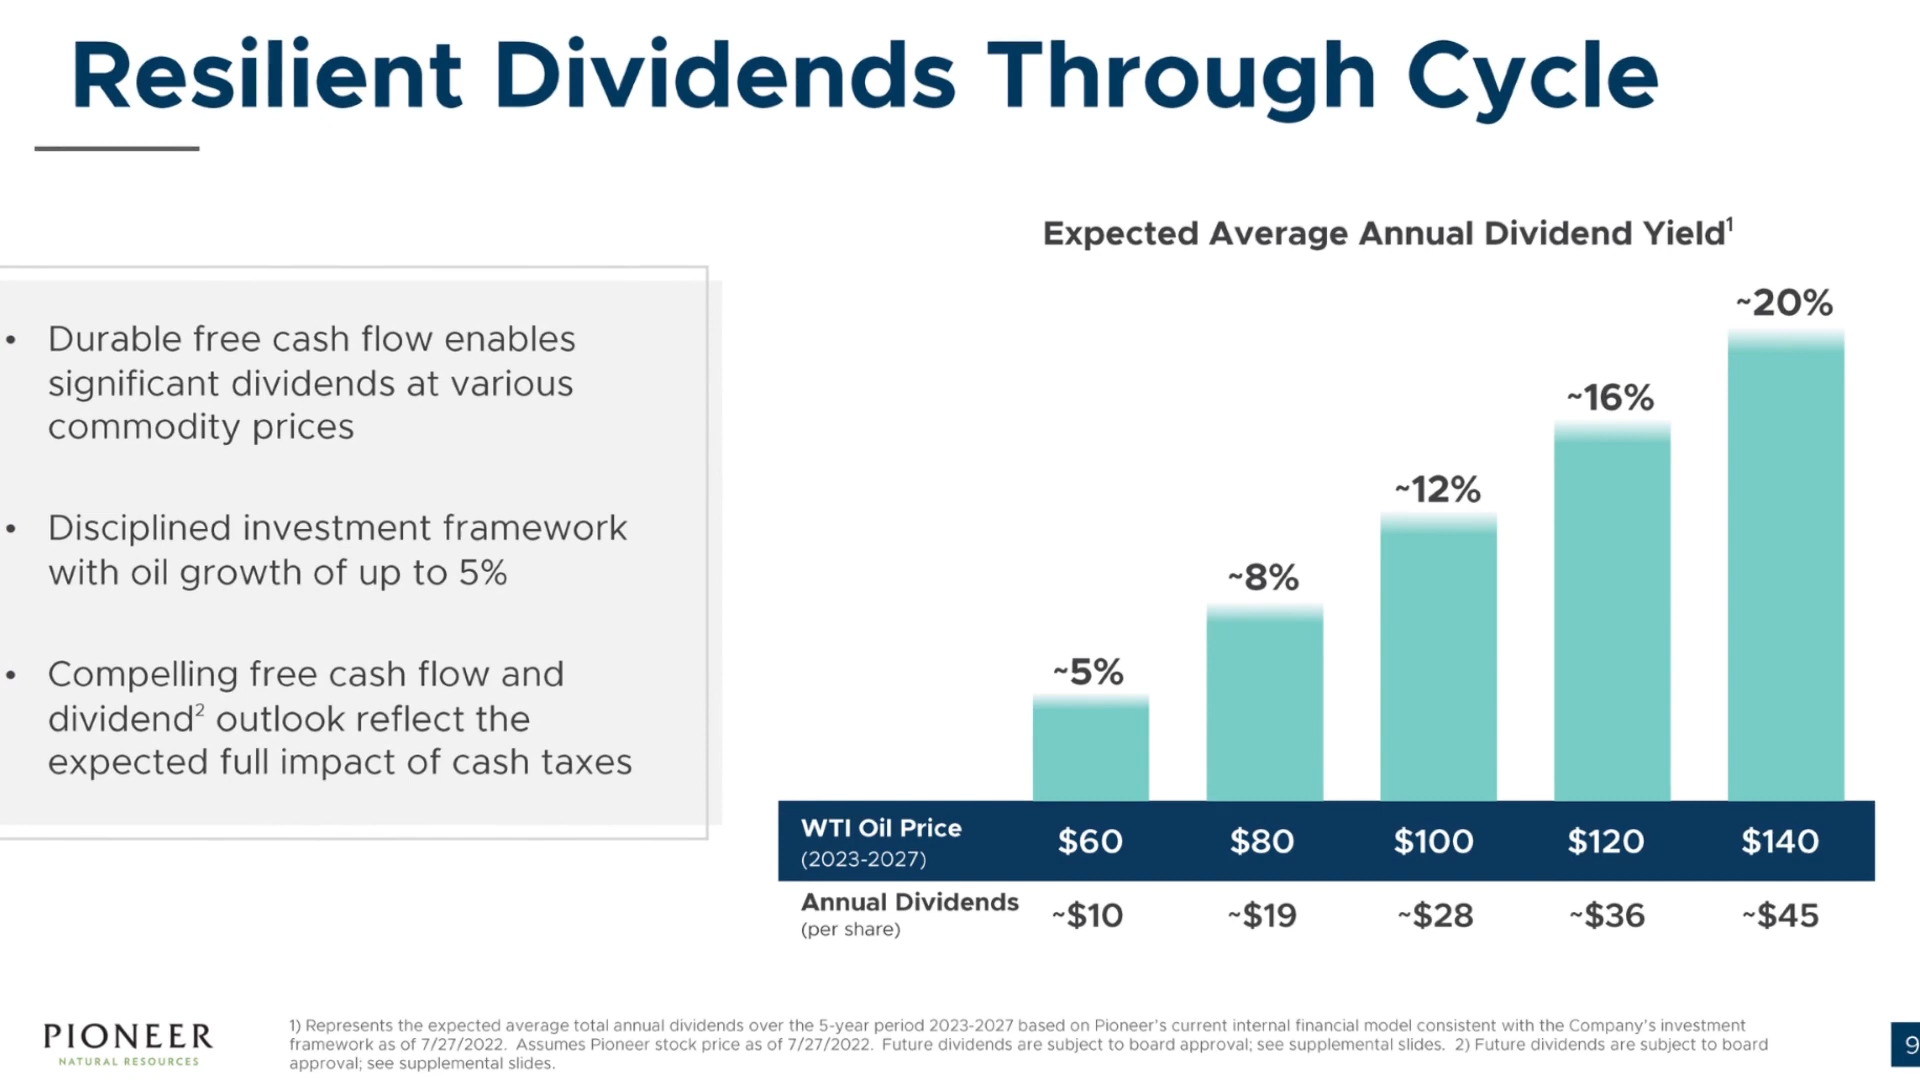 Resilient Dividends Through Cycle
• Durable free cash flow enables
significant dividends at various
commodity prices
• Disciplined investment framework
with oil growth of up to 5%
• Compelling free cash flow and
dividend² outlook reflect the
expected full impact of cash taxes
Expected Average Annual Dividend Yield¹
~5%
~8%
~12%
~16%
~20%
WTI Oil Price $60 $80 $100 $120 $140
(2023-2027)
Annual Dividends ~$10 ~$19 ~$28 ~$36 ~$45
(per share)
PIONEER
NATURAL RESOURCES
1) Represents the expected average total annual dividends over the 5-year period 2023-2027 based on Pioneer's current internal financial model consistent with the Company's investment
framework as of 7/27/2022. Assumes Pioneer stock price as of 7/27/2022. Future dividends are subject to board approval; see supplemental slides. 2) Future dividends are subject to board
approval; see supplemental slides.
9